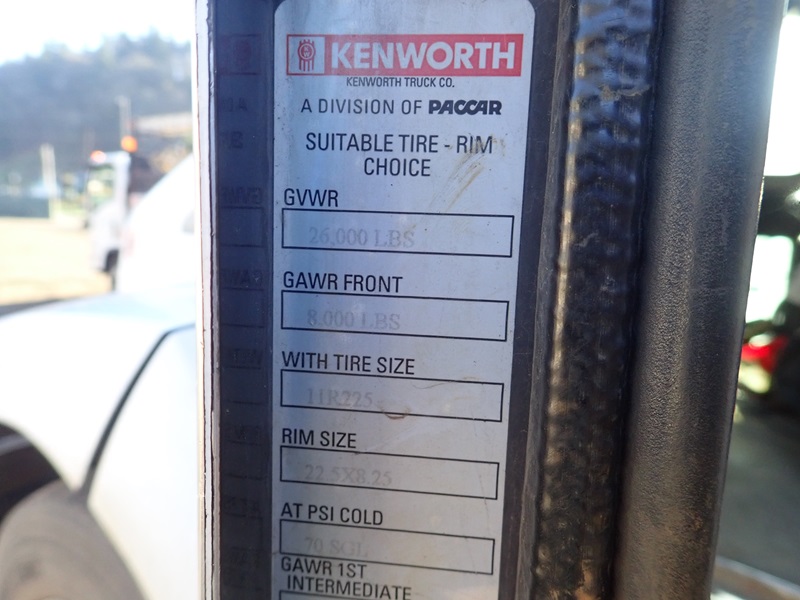 KENWORTH
KENWORTH TRUCK CO.
A DIVISION OF PACCAR
SUITABLE TIRE - RIM
CHOICE
GVWR
26,000 LBS
GAWR FRONT
8,000 LBS
WITH TIRE SIZE
11R225
RIM SIZE
22.5X8.25
AT PSI COLD
70 SGL
GAWR 1ST
INTERMEDIATE